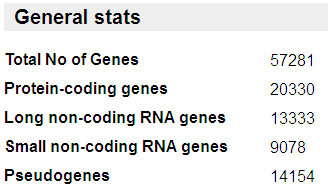 General stats
Total No of Genes 57281
Protein-coding genes 20330
Long non-coding RNA genes 13333
Small non-coding RNA genes 9078
Pseudogenes 14154